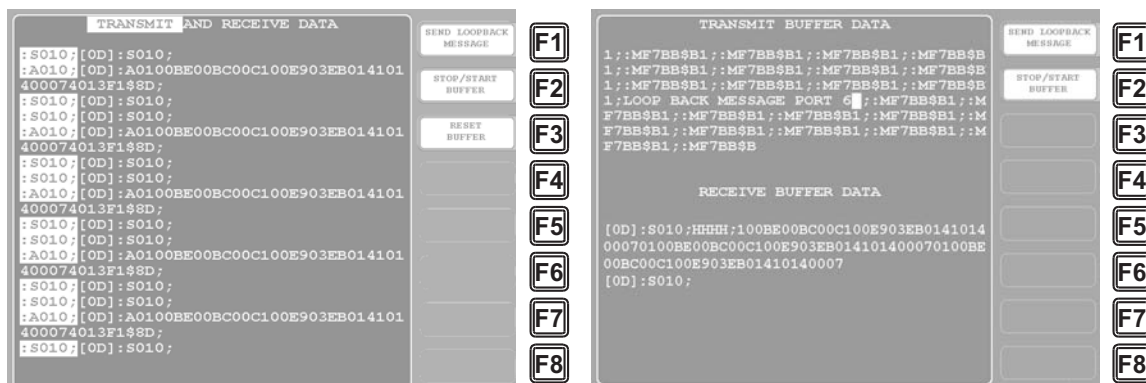 TRANSMIT AND RECEIVE DATA
:S010;[0D]:S010;
:A010;[0D]:A0100BE00BC00C100E903EB014101
400074013F1$8D;
:S010;[0D]:S010;
:S010;[0D]:S010;
:A010;[0D]:A0100BE00BC00C100E903EB014101
400074013F1$8D;
:S010;[0D]:S010;
:S010;[0D]:S010;
:A010;[0D]:A0100BE00BC00C100E903EB014101
400074013F1$8D;
:S010;[0D]:S010;
:S010;[0D]:S010;
:A010;[0D]:A0100BE00BC00C100E903EB014101
400074013F1$8D;
:S010;[0D]:S010;
:S010;[0D]:S010;
:A010;[0D]:A0100BE00BC00C100E903EB014101
400074013F1$8D;
:S010;[0D]:S010;
SEND LOOPBACK
MESSAGE
STOP/START
BUFFER
RESET
BUFFER
F1
F2
F3
F4
F5
F6
F7
F8
TRANSMIT BUFFER DATA
1;:MF7BB$B1;:MF7BB$B1;:MF7BB$B1;:MF7BB$B
1;:MF7BB$B1;:MF7BB$B1;:MF7BB$B1;:MF7BB$B
1;:MF7BB$B1;:MF7BB$B1;:MF7BB$B1;:MF7BB$B
1;LOOP BACK MESSAGE PORT 6 ;:MF7BB$B1;:M
F7BB$B1;:MF7BB$B1;:MF7BB$B1;:MF7BB$B1;:M
F7BB$B1;:MF7BB$B1;:MF7BB$B1;:MF7BB$B1;:M
F7BB$B1;:MF7BB$B
RECEIVE BUFFER DATA
[0D]:S010;HHHH;100BE00BC00C100E903EB0141014
00070100BE00BC00C100E903EB014101400070100BE
00BC00C100E903EB01410140007
[0D]:S010;
SEND LOOPBACK
MESSAGE
STOP/START
BUFFER
F1
F2
F3
F4
F5
F6
F7
F8